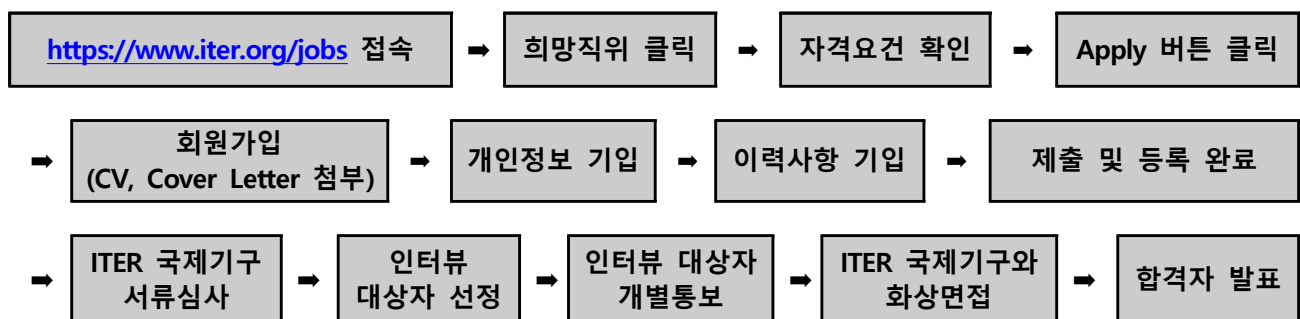 https://www.iter.org/jobs 접속 ➡ 희망직위 클릭 ➡ 자격요건 확인 ➡ Apply 버튼 클릭
➡ 회원가입
(CV, Cover Letter 첨부) ➡ 개인정보 기입 ➡ 이력사항 기입 ➡ 제출 및 등록 완료
➡ ITER 국제기구
서류심사 ➡ 인터뷰
대상자 선정 ➡ 인터뷰 대상자
개별통보 ➡ ITER 국제기구와
화상면접 ➡ 합격자 발표